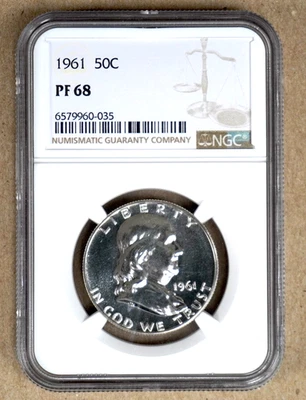 1961 50C
PF 68
6579960-035
NUMISMATIC GUARANTY COMPANY
NGC
LIBERTY
1961
IN GOD WE TRUST